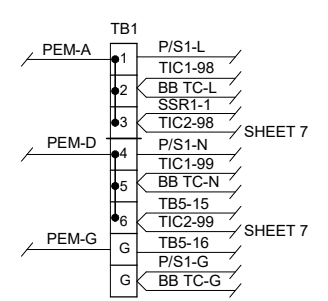 TB1
PEM-A
1
P/S1-L
TIC1-98
2
BB TC-L
SSR1-1
3
TIC2-98
SHEET 7
PEM-D
4
P/S1-N
TIC1-99
5
BB TC-N
TB5-15
6
TIC2-99
SHEET 7
PEM-G
G
TB5-16
P/S1-G
G
BB TC-G